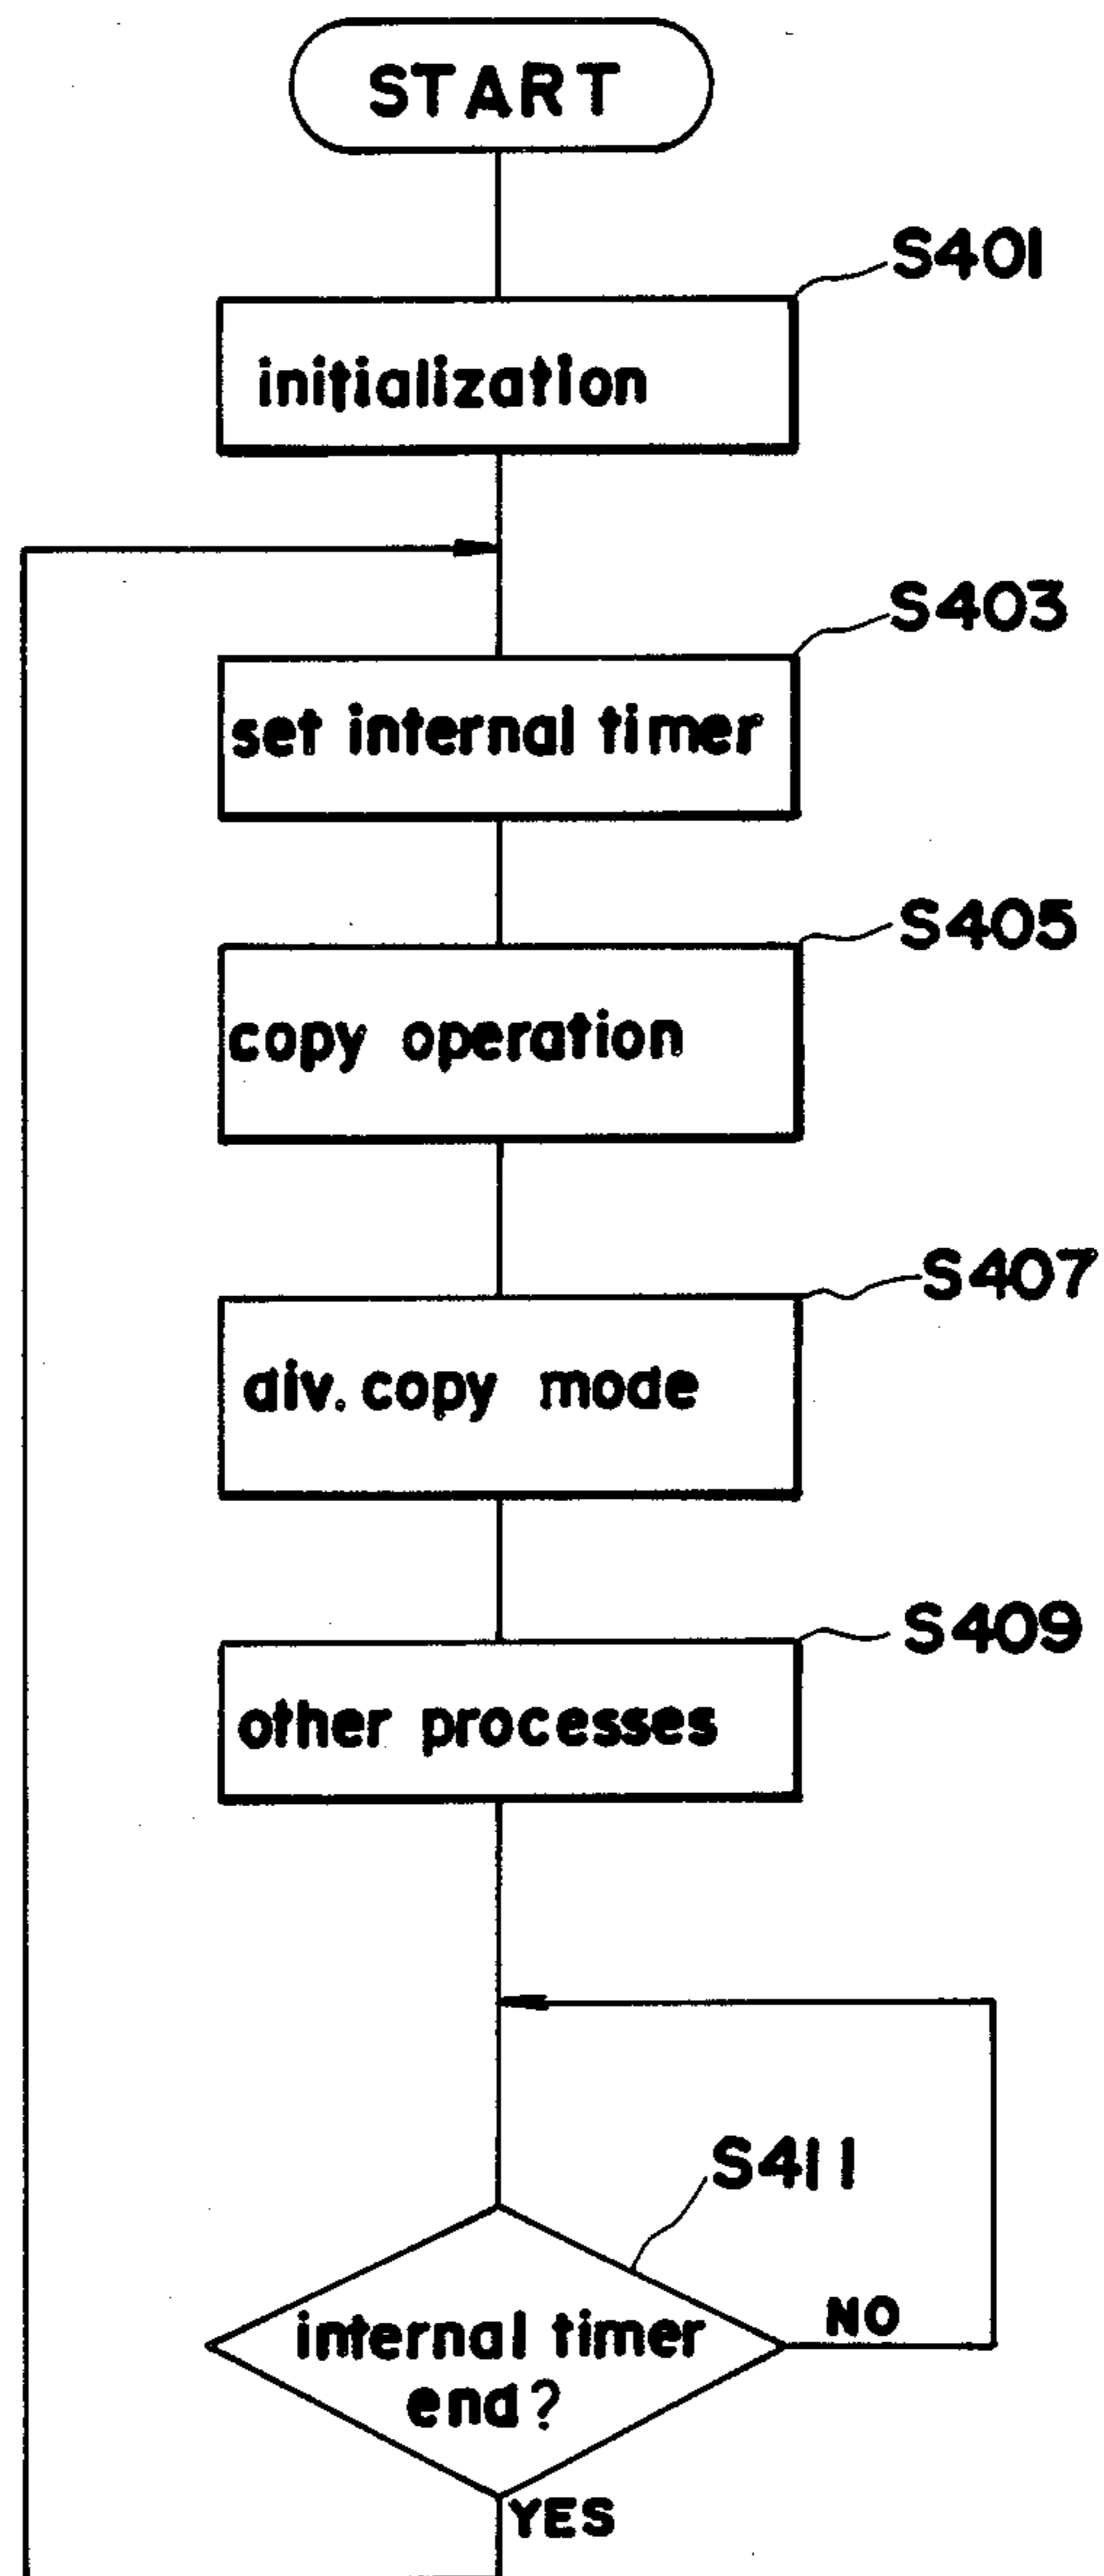 START
S401
initialization
S403
set internal timer
S405
copy operation
S407
div. copy mode
S409
other processes
S411
internal timer
end?
NO
YES